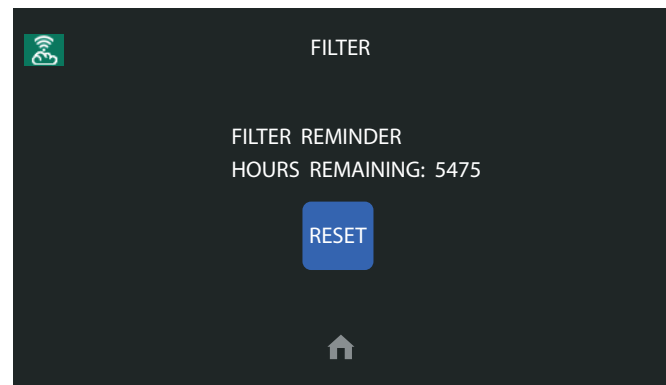 FILTER
FILTER REMINDER
HOURS REMAINING: 5475
RESET